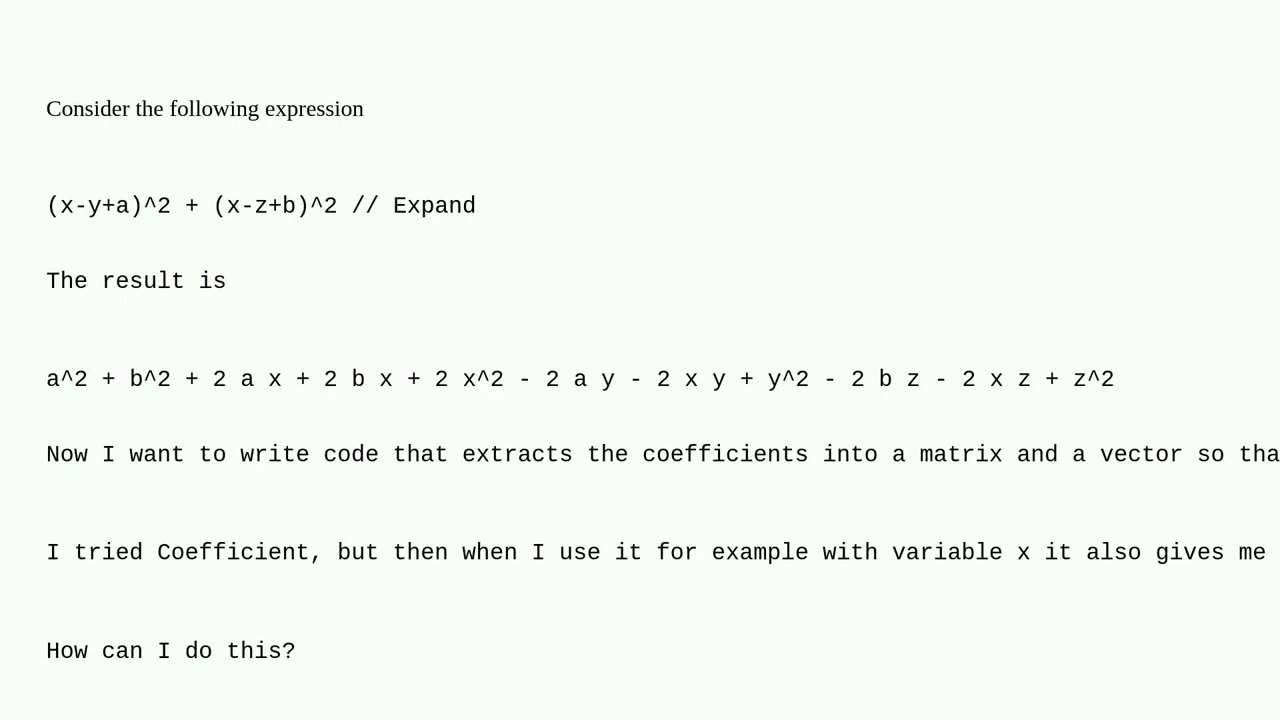 Consider the following expression
(x-y+a)^2 + (x-z+b)^2 // Expand
The result is
a^2 + b^2 + 2 a x + 2 b x + 2 x^2 - 2 a y - 2 x y + y^2 - 2 b z - 2 x z + z^2
Now I want to write code that extracts the coefficients into a matrix and a vector so
I tried Coefficient, but then when I use it for example with variable x it also gives me
How can I do this?